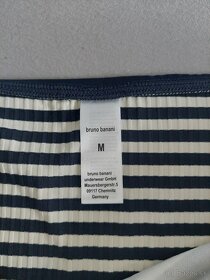 bruno banani
M
bruno banani
underwear GmbH
Mauersbergerstr.5
09117 Chemnitz
Germany